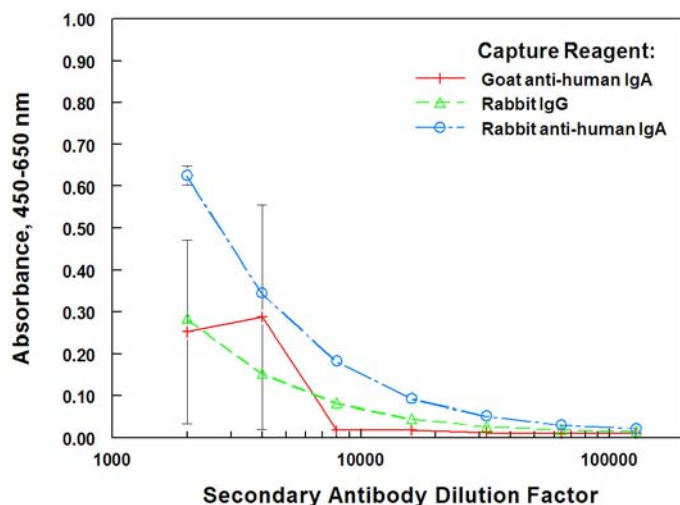 1.00
0.90
0.80
0.70
0.60
0.50
0.40
0.30
0.20
0.10
0.00
Absorbance, 450-650 nm
Capture Reagent:
Goat anti-human IgA
Rabbit IgG
Rabbit anti-human IgA
1000 10000 100000
Secondary Antibody Dilution Factor